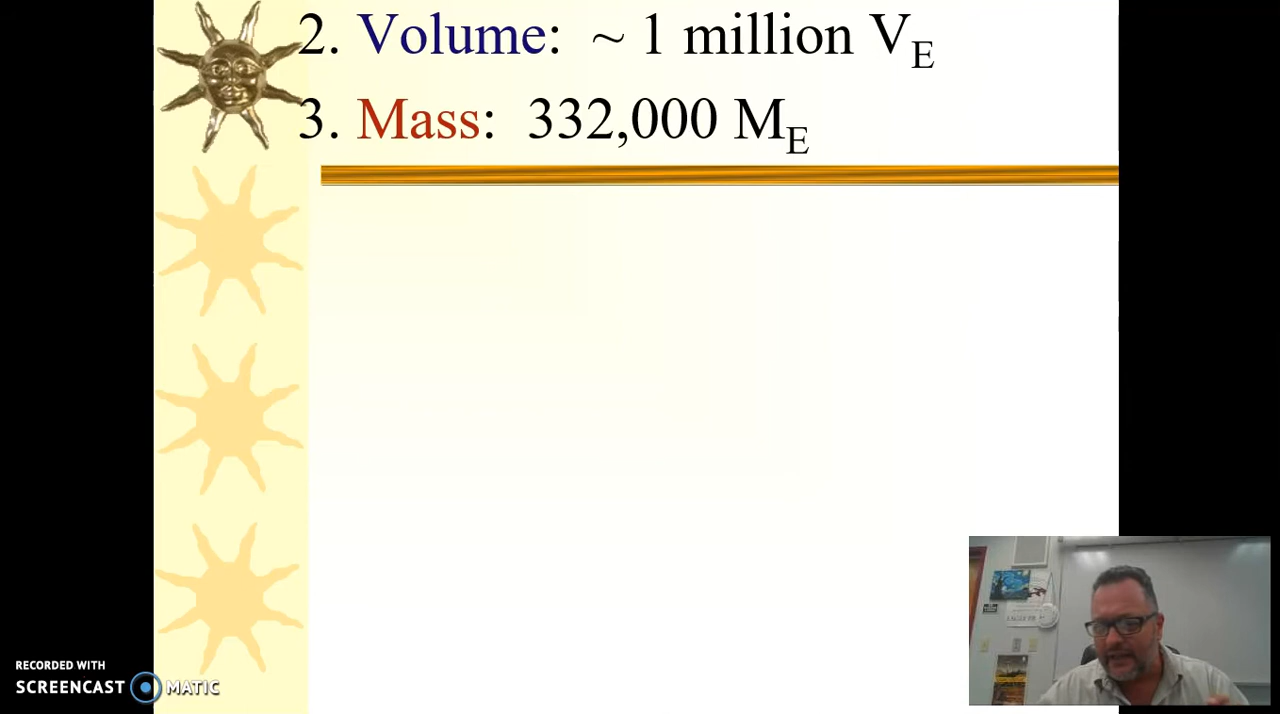 2. Volume: ~ 1 million VE
3. Mass: 332,000 ME
RECORDED WITH
SCREENCAST MATIC